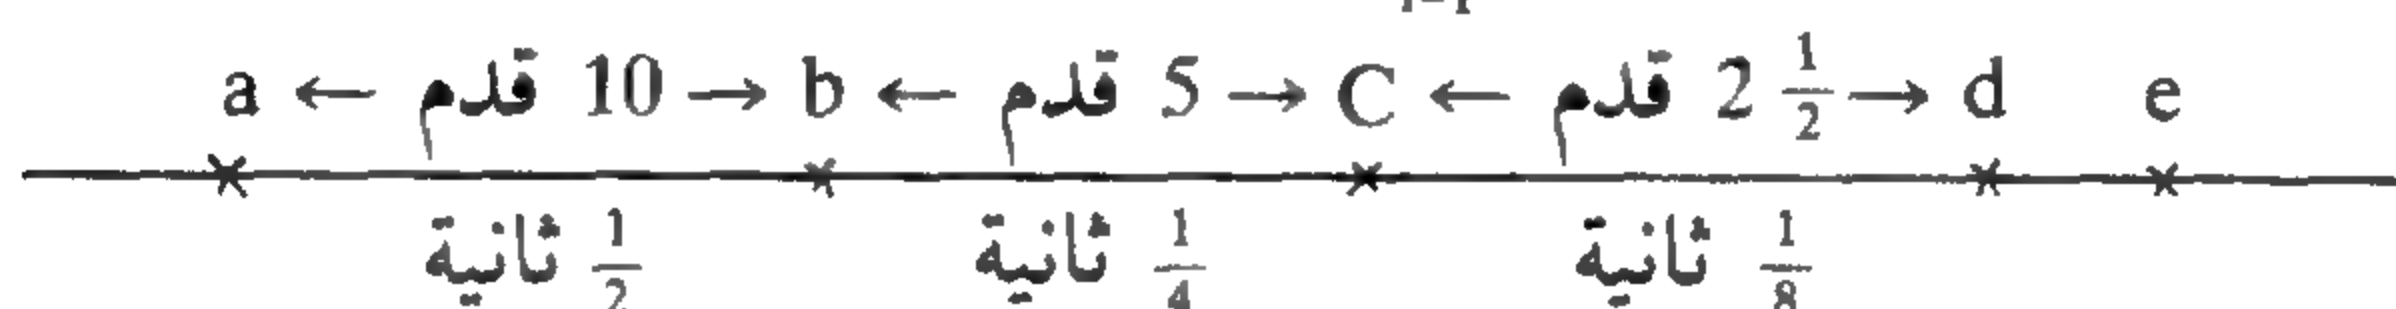 a ← 10 قدم → b ← 5 قدم → C ← 2 1/2 قدم → d e
1/2 ثانية 1/4 ثانية 1/8 ثانية